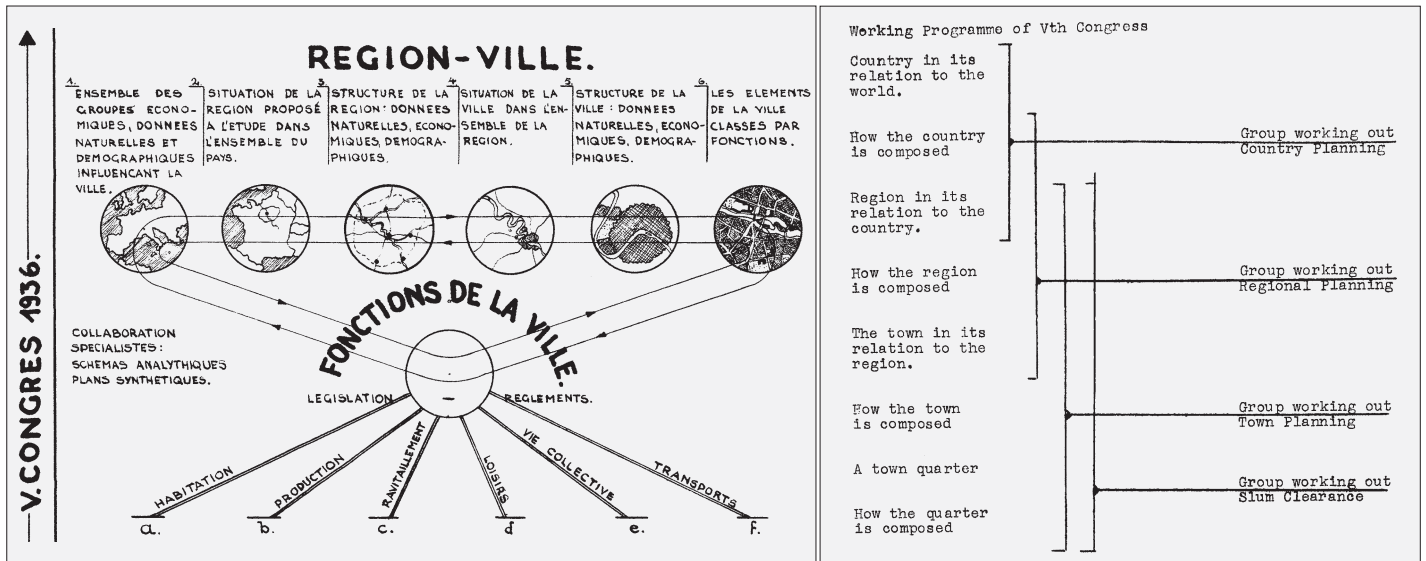 V. CONGRES 1936.
REGION-VILLE.
1.
ENSEMBLE DES
GROUPES ECONO-
MIQUES, DONNEES
NATURELLES ET
DEMOGRAPHIQUES
INFLUENCANT LA
VILLE.
2.
SITUATION DE LA
REGION PROPOSÉ
A L'ETUDE DANS
L'ENSEMBLE DU
PAYS.
3.
STRUCTURE DE LA
REGION: DONNEES
NATURELLES, ECONO-
MIQUES, DEMOGRA-
PHIQUES.
4.
SITUATION DE LA
VILLE DANS L'EN-
SEMBLE DE LA
REGION.
5.
STRUCTURE DE LA
VILLE: DONNEES
NATURELLES, ECONO-
MIQUES, DEMOGRA-
PHIQUES.
6.
LES ELEMENTS
DE LA VILLE
CLASSES PAR
FONCTIONS.
FONCTIONS DE LA VILLE.
COLLABORATION
SPECIALISTES:
SCHEMAS ANALYTHIQUES
PLANS SYNTHETIQUES.
LEGISLATION
REGLEMENTS.
HABITATION
PRODUCTION
RAVITAILLEMENT
LOISIRS
VIE COLLECTIVE
TRANSPORTS
a. b. c. d e. f.
Working Programme of Vth Congress
Country in its
relation to the
world.
How the country
is composed
Region in its
relation to the
country.
How the region
is composed
The town in its
relation to the
region.
How the town
is composed
A town quarter
How the quarter
is composed
Group working out
Country Planning
Group working out
Regional Planning
Group working out
Town Planning
Group working out
Slum Clearance